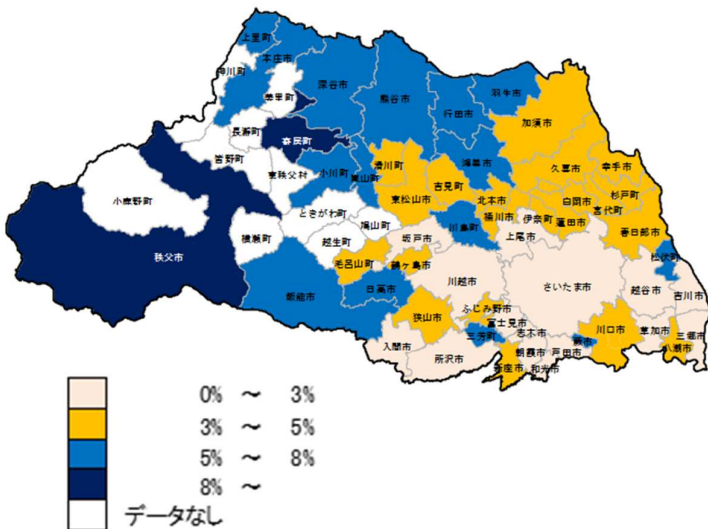 上里町
本庄市
神川町
美里町
深谷市
熊谷市
行田市
羽生市
加須市
長瀞町
寄居町
皆野町
東秩父村
小川町
嵐山町
滑川町
鴻巣市
久喜市
幸手市
小鹿野町
ときがわ町
東松山市
吉見町
北本市
桶川市
伊奈町
白岡市
蓮田市
杉戸町
宮代町
春日部市
横瀬町
越生町
鳩山町
坂戸市
川島町
上尾市
松伏町
秩父市
毛呂山町
鶴ヶ島市
川越市
さいたま市
越谷市
吉川市
飯能市
日高市
狭山市
ふじみ野市
富士見市
三芳町
志木市
川口市
草加市
三郷市
八潮市
入間市
所沢市
新座市
朝霞市
和光市
戸田市
蕨市
0% ～ 3%
3% ～ 5%
5% ～ 8%
8% ～
データなし